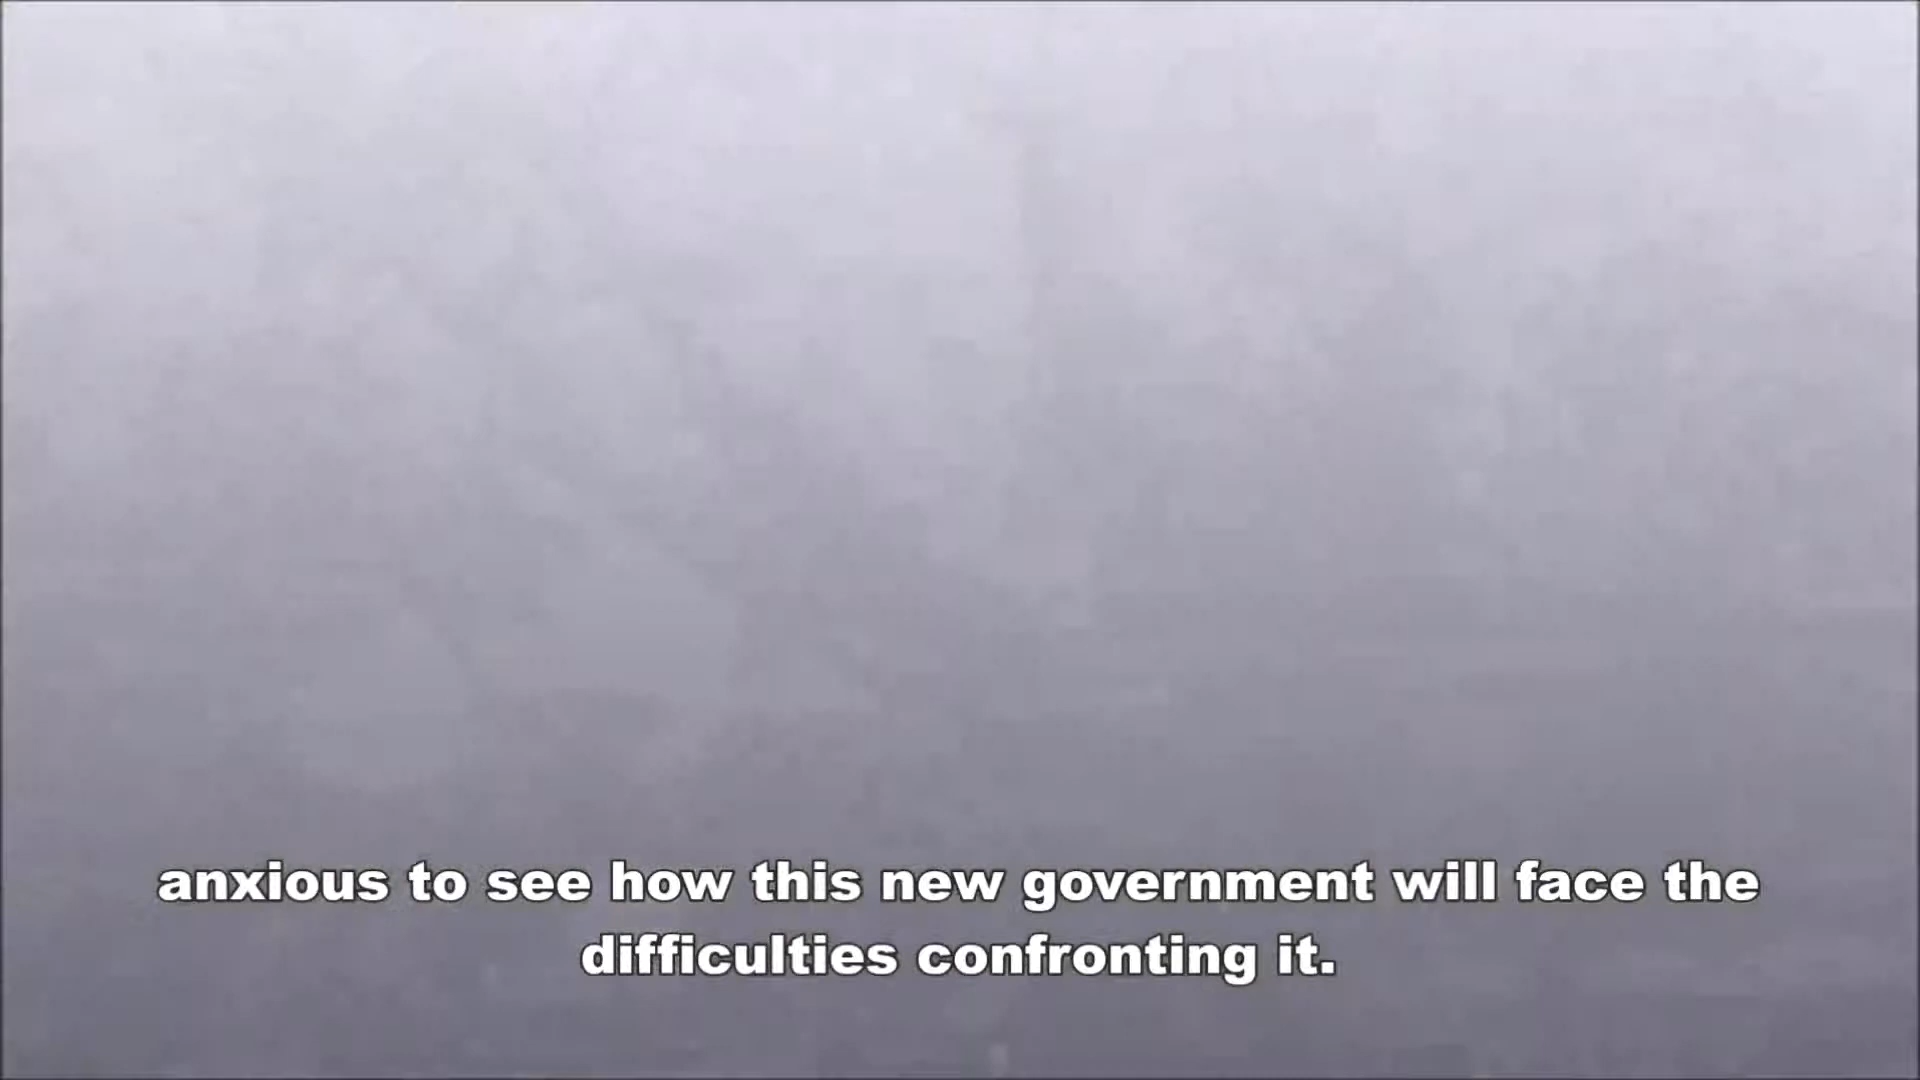 anxious to see how this new government will face the
difficulties confronting it.